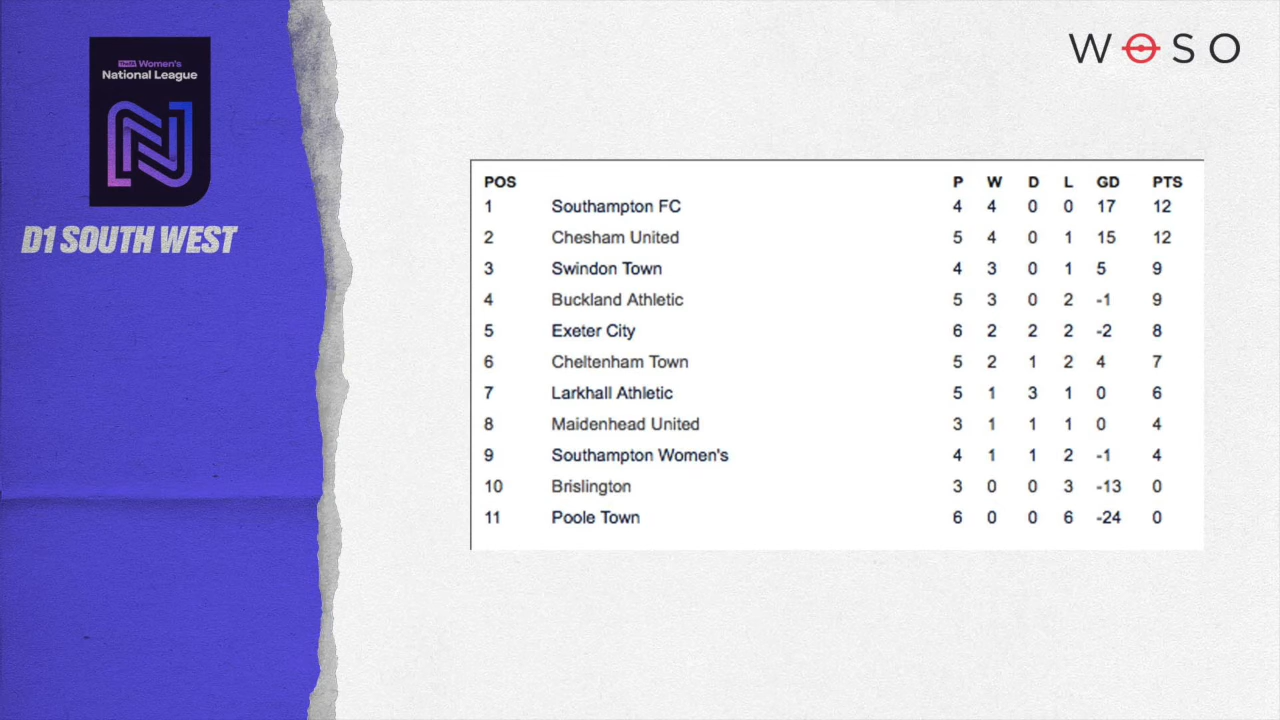 Women's
National League
D1 SOUTH WEST
WOSO
POS P W D L GD PTS
1 Southampton FC 4 4 0 0 17 12
2 Chesham United 5 4 0 1 15 12
3 Swindon Town 4 3 0 1 5 9
4 Buckland Athletic 5 3 0 2 -1 9
5 Exeter City 6 2 2 2 -2 8
6 Cheltenham Town 5 2 1 2 4 7
7 Larkhall Athletic 5 1 3 1 0 6
8 Maidenhead United 3 1 1 1 0 4
9 Southampton Women's 4 1 1 2 -1 4
10 Brislington 3 0 0 3 -13 0
11 Poole Town 6 0 0 6 -24 0